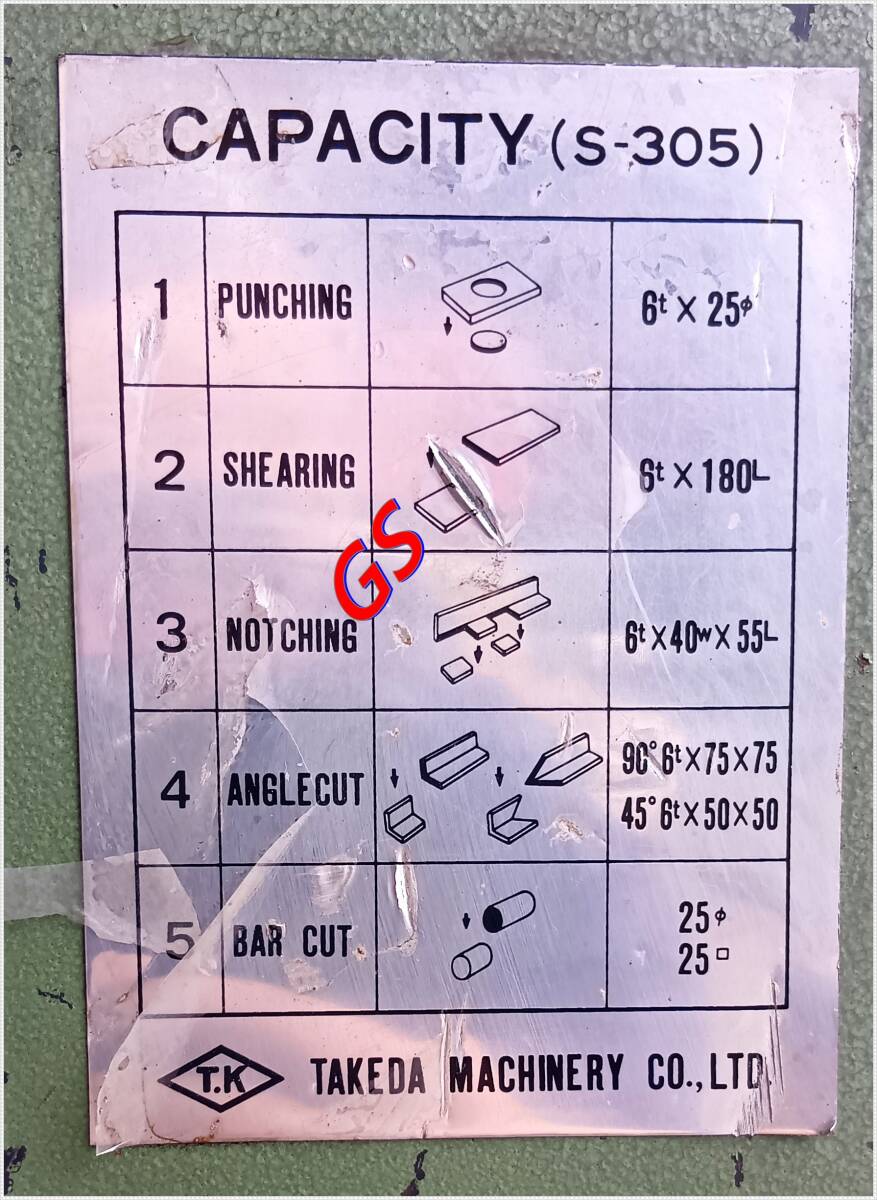 CAPACITY (S-305)
1 PUNCHING 6t × 25φ
2 SHEARING 6t × 180L
GS
3 NOTCHING 6t × 40W × 55L
4 ANGLECUT 90° 6t × 75 × 75
45° 6t × 50 × 50
5 BAR CUT 25φ
25□
T.K TAKEDA MACHINERY CO., LTD.